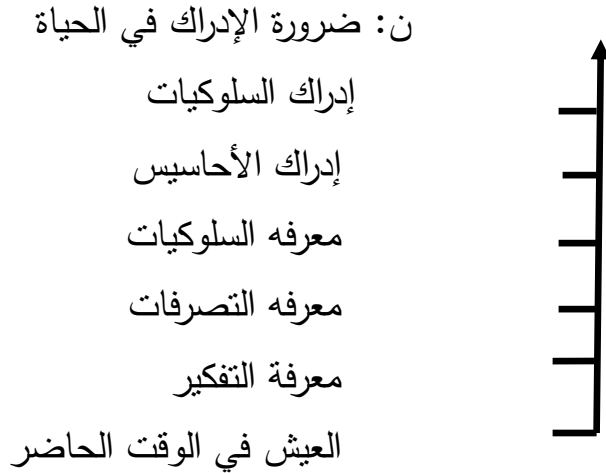 ن: ضرورة الإدراك في الحياة
إدراك السلوكيات
إدراك الأحاسيس
معرفه السلوكيات
معرفه التصرفات
معرفة التفكير
العيش في الوقت الحاضر